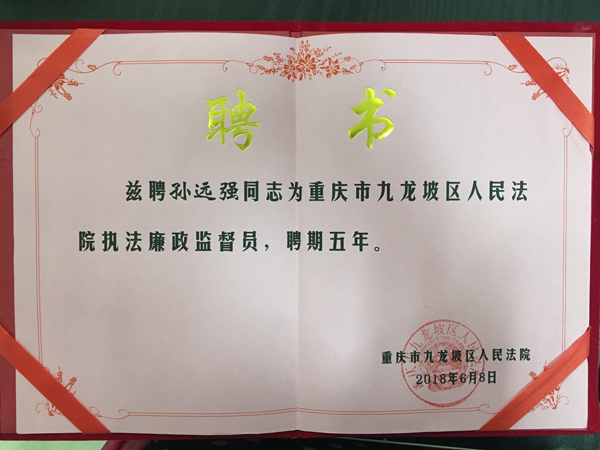 聘 书
兹聘孙远强同志为重庆市九龙坡区人民法
院执法廉政监督员，聘期五年。
重庆市九龙坡区人民法院
2018年6月8日